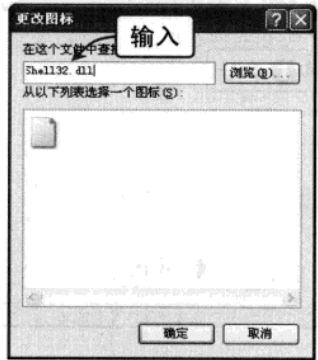 更改图标
输入
在这个文件中查
Shell32.dll
浏览(B)...
从以下列表选择一个图标(S):
确定
取消